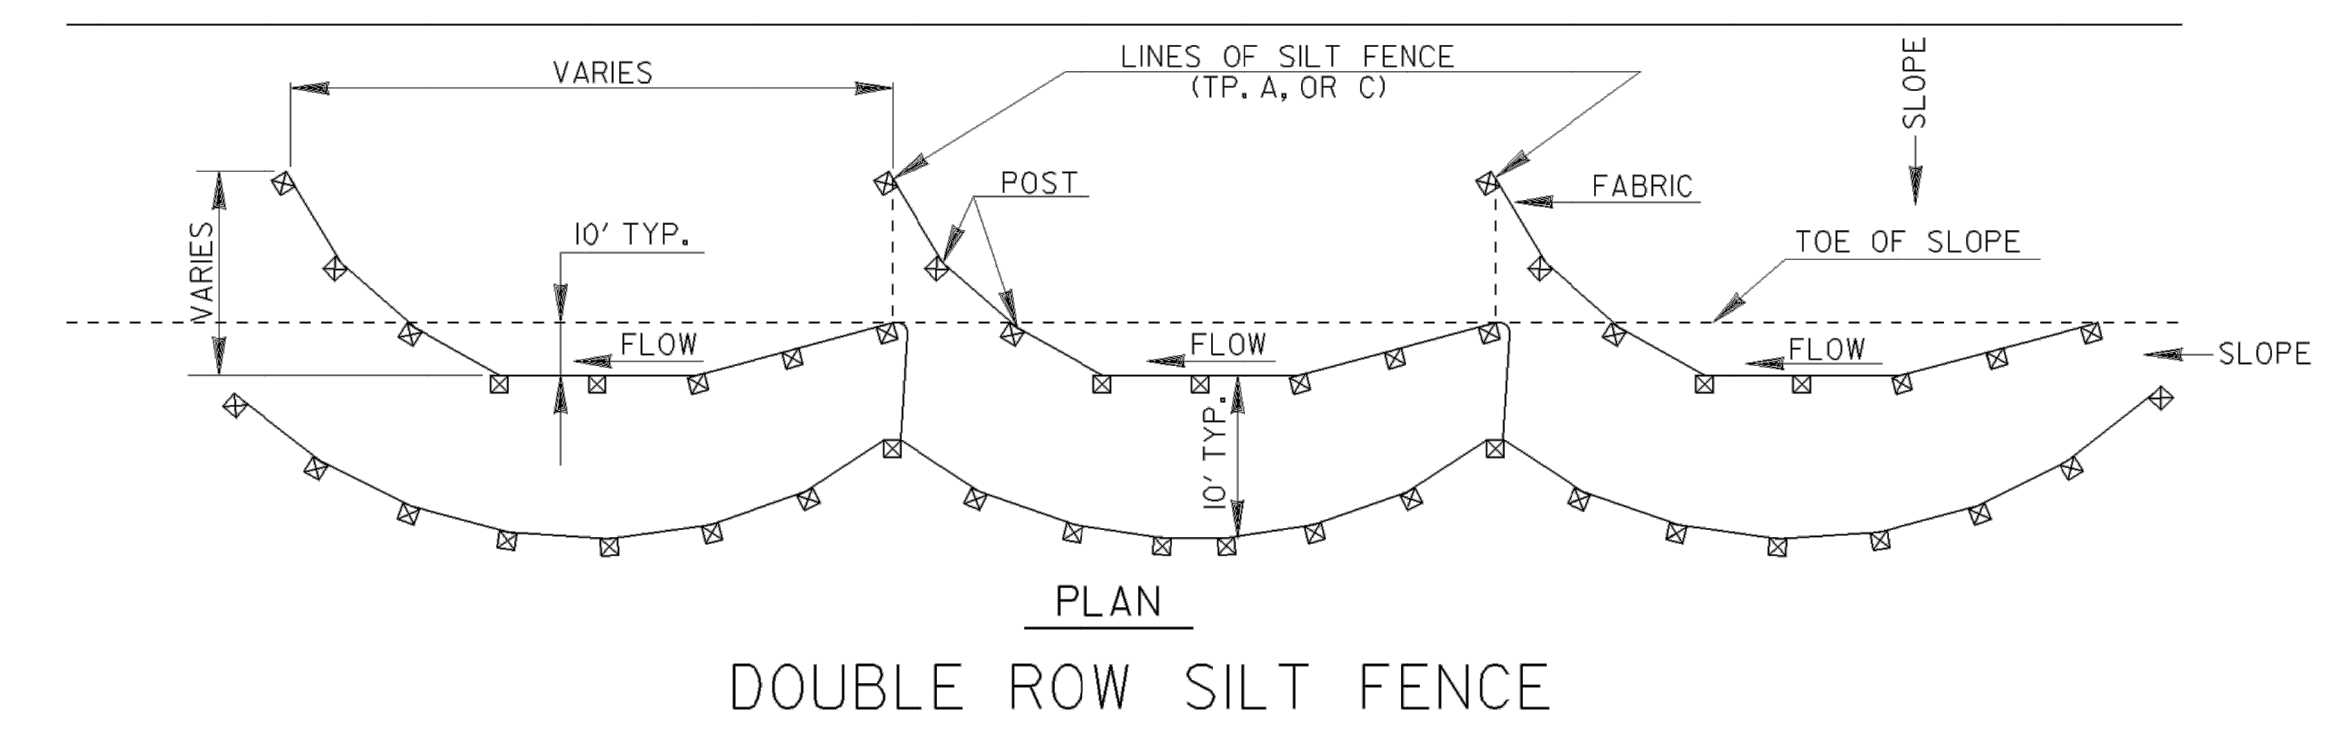 LINES OF SILT FENCE
(TP. A, OR C)
VARIES
SLOPE
POST
FABRIC
VARIES
10' TYP.
TOE OF SLOPE
FLOW
FLOW
FLOW
SLOPE
10' TYP.
PLAN
DOUBLE ROW SILT FENCE